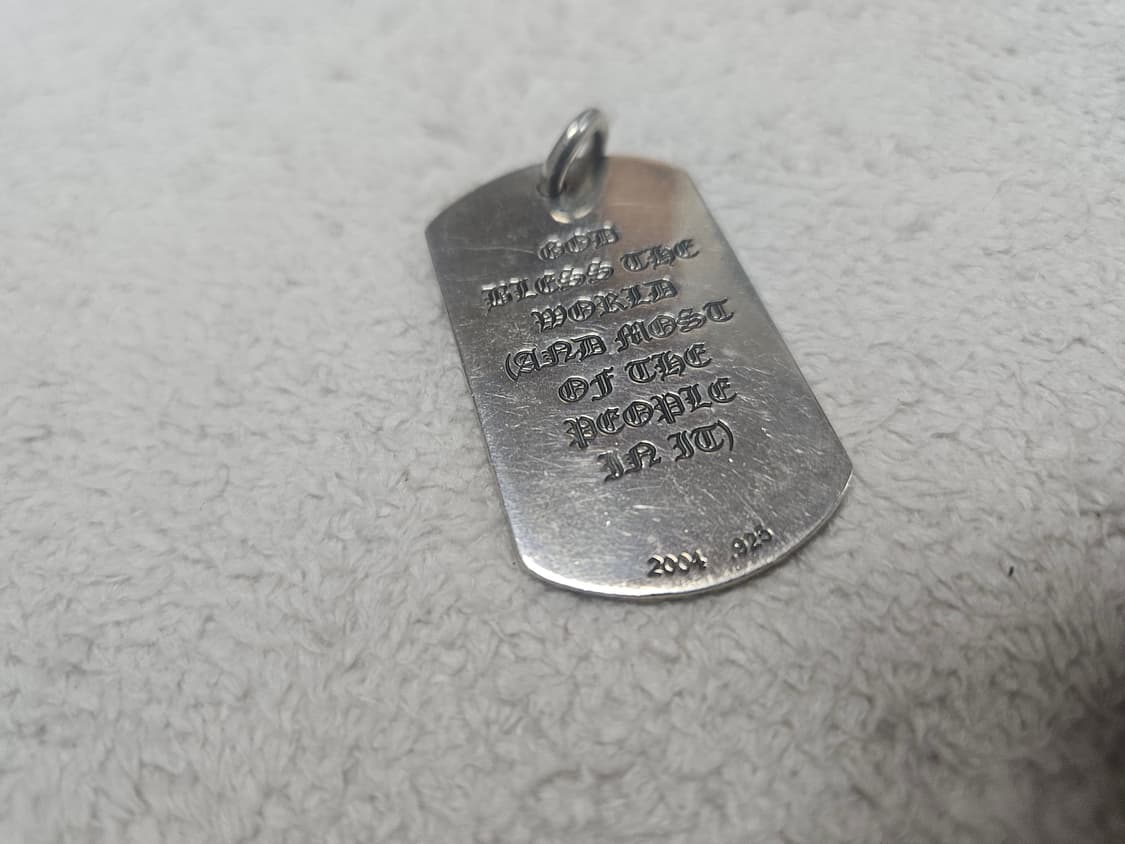 GOD
BLESS THE
WORLD
(AND MOST
OF THE
PEOPLE
IN IT)
2004 .925